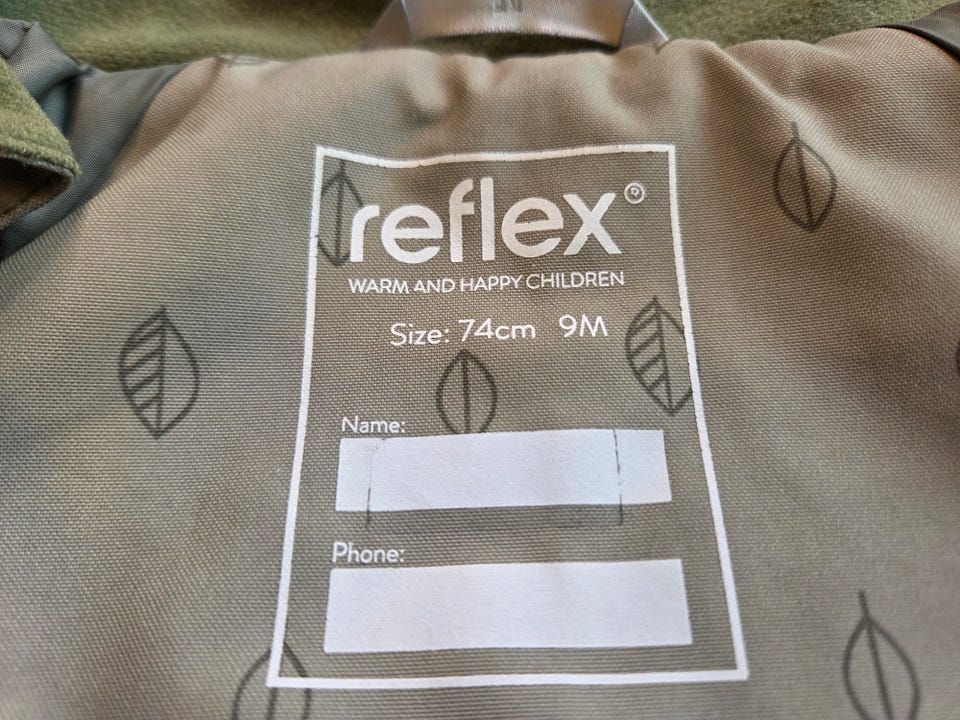 reflex®
WARM AND HAPPY CHILDREN
Size: 74cm 9M
Name:
Phone: